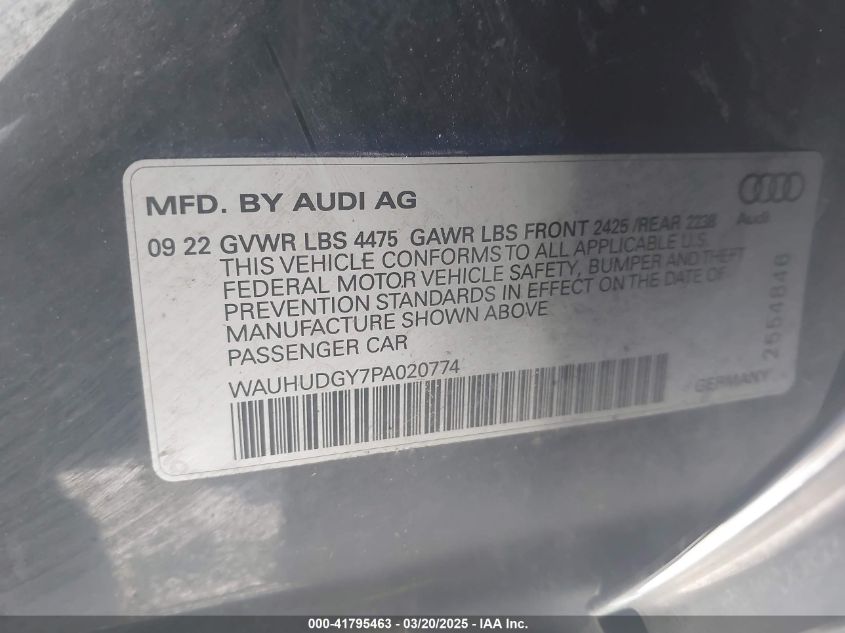 MFD. BY AUDI AG
Audi
09 22 GVWR LBS 4475 GAWR LBS FRONT 2425 /REAR 2238
THIS VEHICLE CONFORMS TO ALL APPLICABLE U.S.
FEDERAL MOTOR VEHICLE SAFETY, BUMPER AND THEFT
PREVENTION STANDARDS IN EFFECT ON THE DATE OF
MANUFACTURE SHOWN ABOVE
PASSENGER CAR
WAUHUDGY7PA020774
GERMANY
2554846
000-41795463 - 03/20/2025 - IAA Inc.